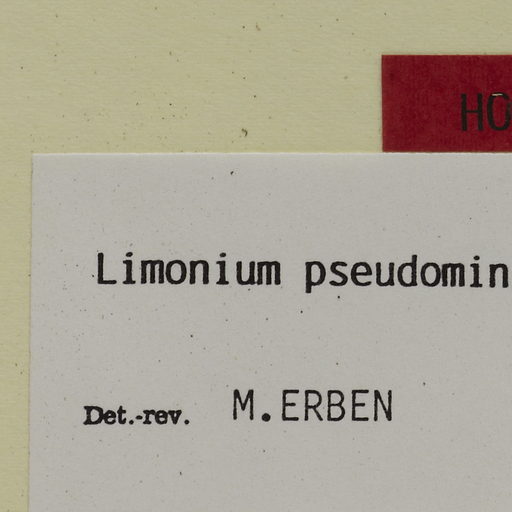 HO
Limonium pseudomin
Det.-rev. M.ERBEN